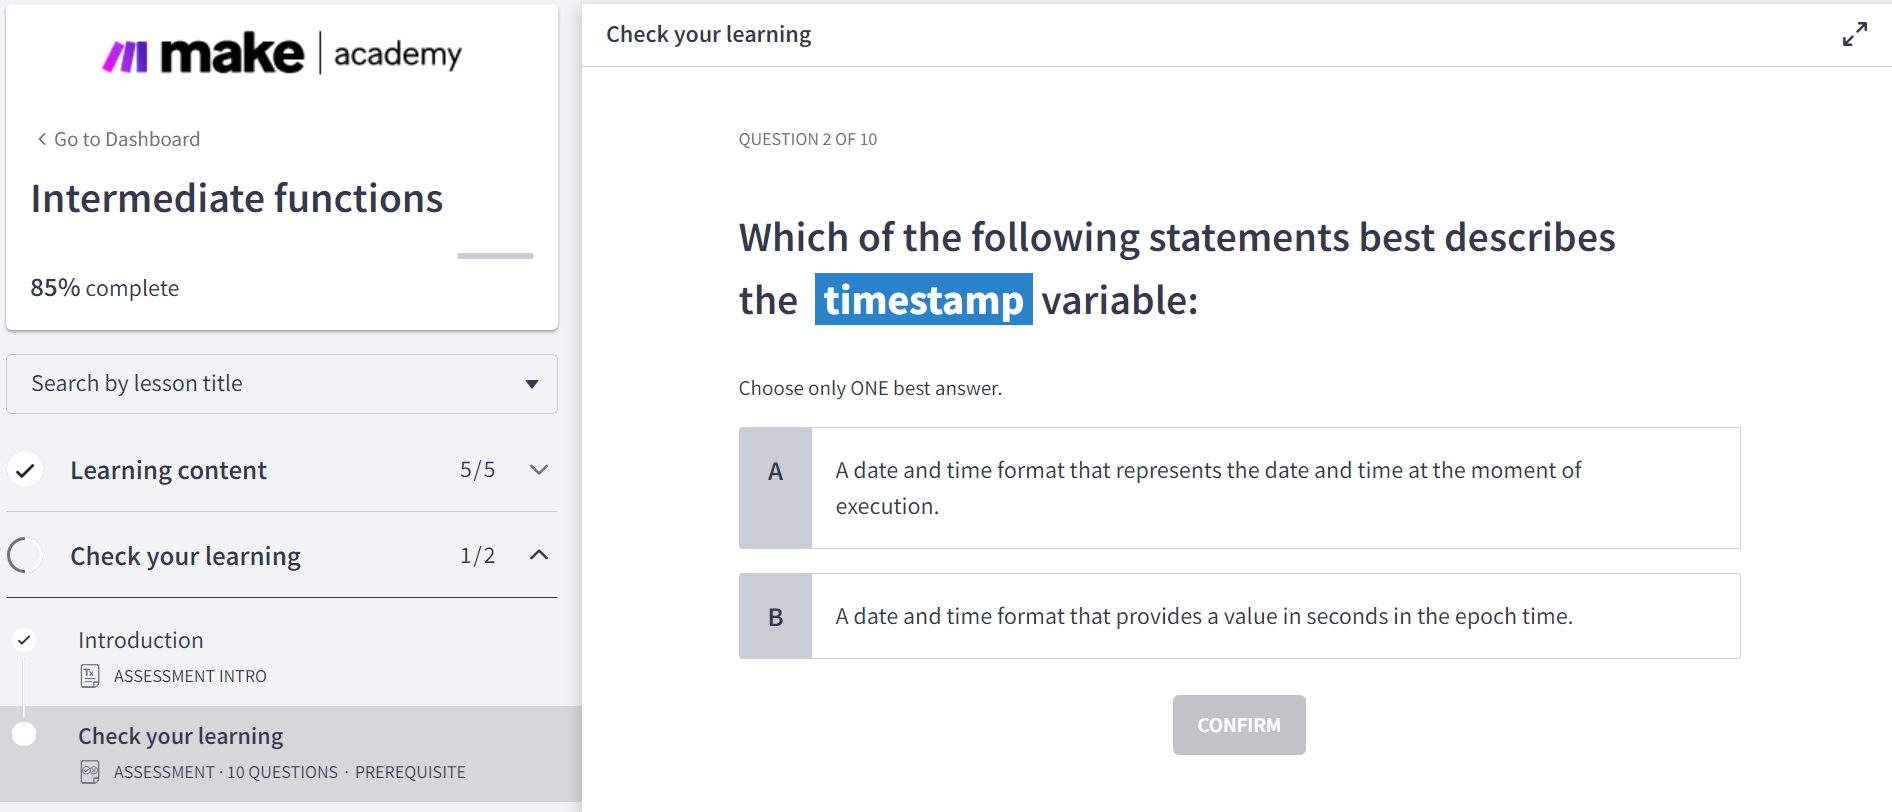 make | academy
Go to Dashboard
Intermediate functions
85% complete
Search by lesson title
Learning content 5/5
Check your learning 1/2
Introduction
ASSESSMENT INTRO
Check your learning
ASSESSMENT · 10 QUESTIONS · PREREQUISITE
Check your learning
QUESTION 2 OF 10
Which of the following statements best describes
the timestamp variable:
Choose only ONE best answer.
A A date and time format that represents the date and time at the moment of
execution.
B A date and time format that provides a value in seconds in the epoch time.
CONFIRM